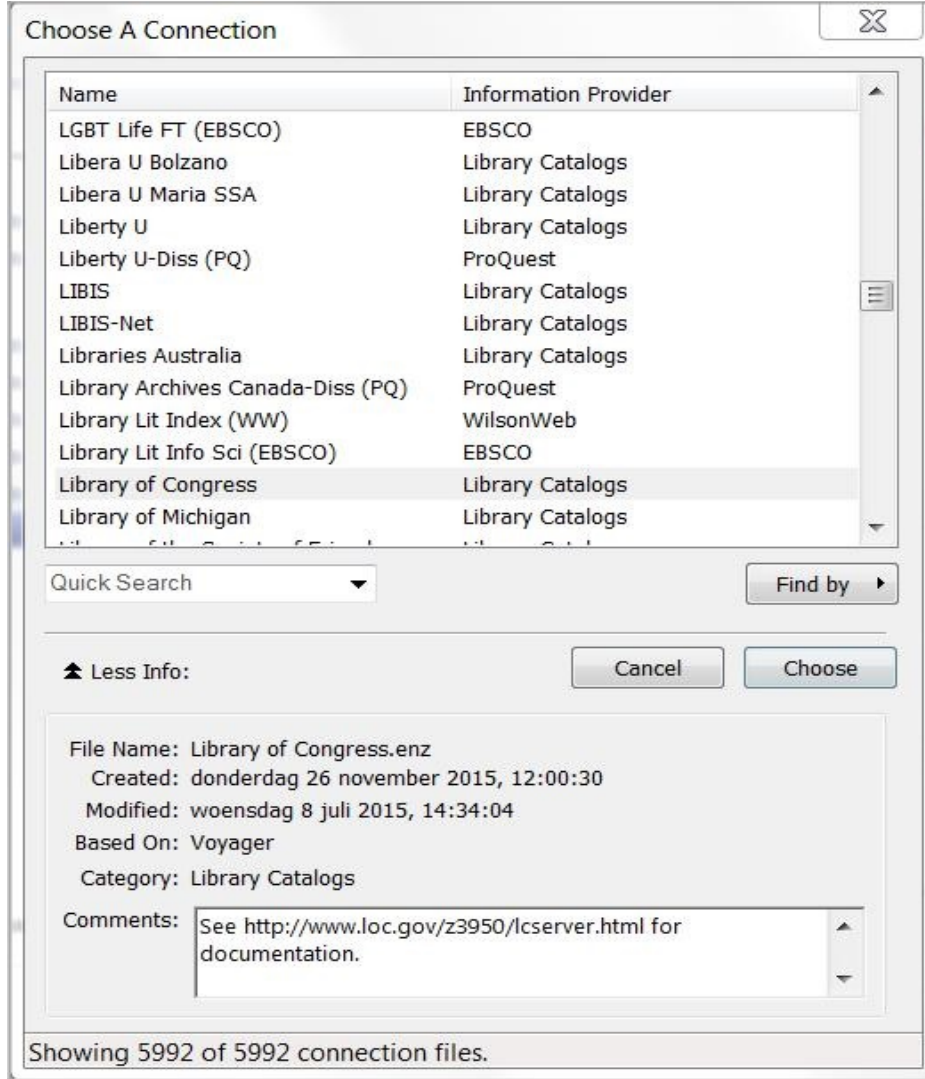 Choose A Connection
Name Information Provider
LGBT Life FT (EBSCO) EBSCO
Libera U Bolzano Library Catalogs
Libera U Maria SSA Library Catalogs
Liberty U Library Catalogs
Liberty U-Diss (PQ) ProQuest
LIBIS Library Catalogs
LIBIS-Net Library Catalogs
Libraries Australia Library Catalogs
Library Archives Canada-Diss (PQ) ProQuest
Library Lit Index (WW) WilsonWeb
Library Lit Info Sci (EBSCO) EBSCO
Library of Congress Library Catalogs
Library of Michigan Library Catalogs
Quick Search Find by
Less Info: Cancel Choose
File Name: Library of Congress.enz
Created: donderdag 26 november 2015, 12:00:30
Modified: woensdag 8 juli 2015, 14:34:04
Based On: Voyager
Category: Library Catalogs
Comments: See http://www.loc.gov/z3950/lcserver.html for
documentation.
Showing 5992 of 5992 connection files.